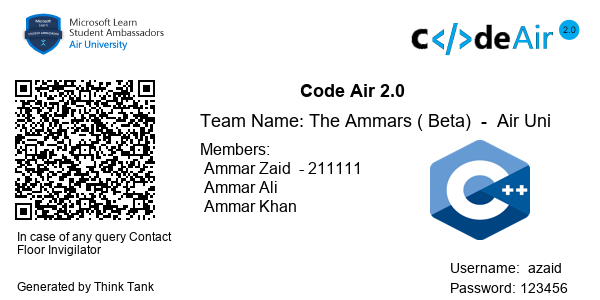 Microsoft Learn
Student Ambassadors
Air University
c</>deAir 2.0
Code Air 2.0
Team Name: The Ammars ( Beta)  -  Air Uni
Members:
Ammar Zaid  - 211111
Ammar Ali
Ammar Khan
C++
In case of any query Contact
Floor Invigilator
Generated by Think Tank
Username:  azaid
Password: 123456